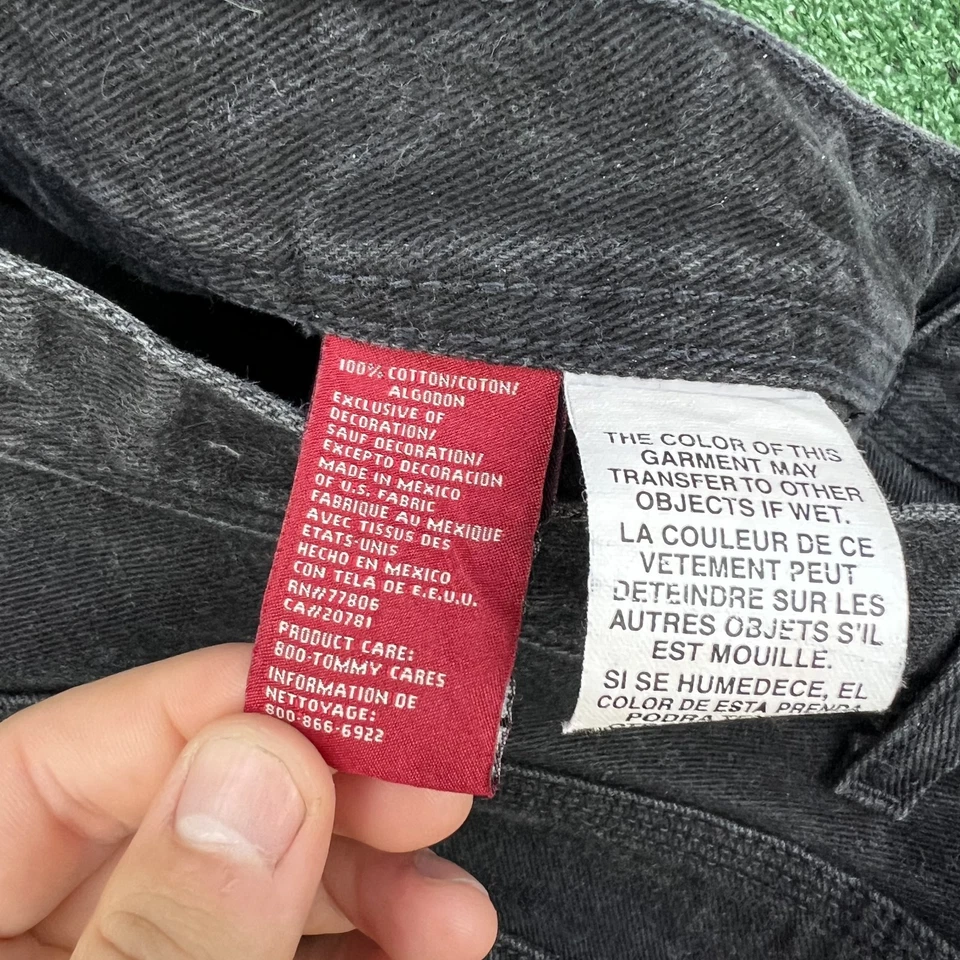 100% COTTON/COTON/
ALGODON
EXCLUSIVE OF
DECORATION/
SAUF DECORATION/
EXCEPTO DECORACION
MADE IN MEXICO
OF U.S. FABRIC
FABRIQUE AU MEXIQUE
AVEC TISSUS DES
ETATS-UNIS
HECHO EN MEXICO
CON TELA DE E.E.U.U.
RN#77806
CA#20781
PRODUCT CARE:
800-TOMMY CARES
INFORMATION DE
NETTOYAGE:
800-866-6922
THE COLOR OF THIS
GARMENT MAY
TRANSFER TO OTHER
OBJECTS IF WET.
LA COULEUR DE CE
VETEMENT PEUT
DETEINDRE SUR LES
AUTRES OBJETS S'IL
EST MOUILLE.
SI SE HUMEDECE, EL
COLOR DE ESTA PRENDA
PODRA